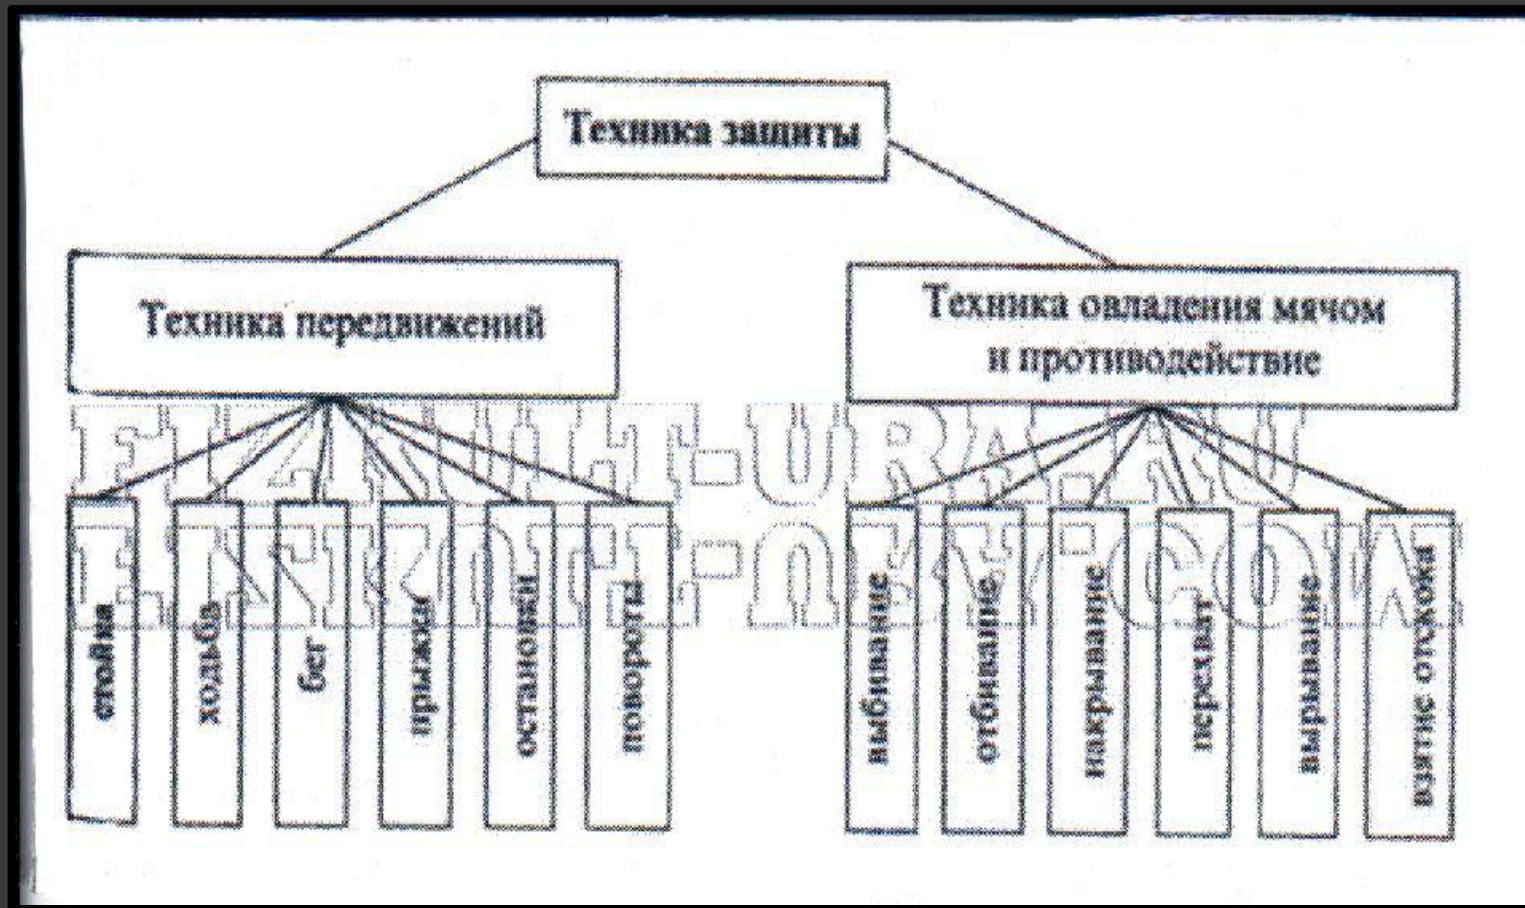 Техника защиты
Техника передвижений
Техника овладения мячом
и противодействие
стойка
ходьба
бег
прыжки
остановки
повороты
выбивание
отбивание
накрывание
перехват
вырывание
взятие отскока